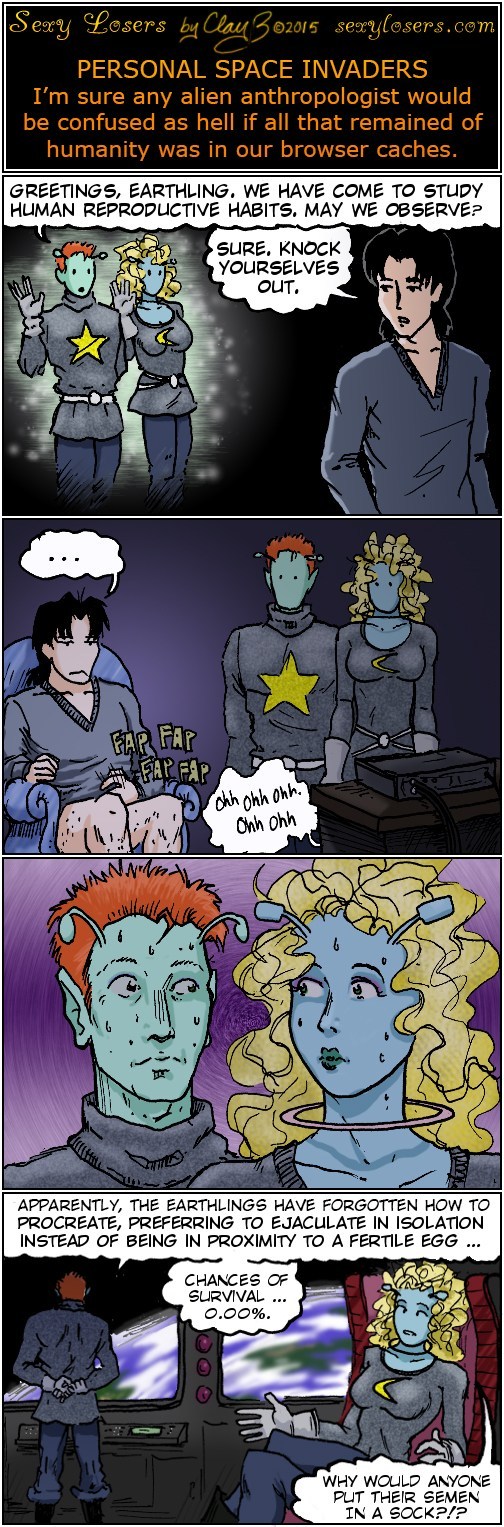 Sexy Losers by Clay 3 ©2015 sexylosers.com
PERSONAL SPACE INVADERS
I'm sure any alien anthropologist would
be confused as hell if all that remained of
humanity was in our browser caches.
GREETINGS, EARTHLING. WE HAVE COME TO STUDY
HUMAN REPRODUCTIVE HABITS. MAY WE OBSERVE?
SURE. KNOCK
YOURSELVES
OUT.
...
FAP FAP
FAP FAP
Ohh ohh ohh.
Ohh ohh
APPARENTLY, THE EARTHLINGS HAVE FORGOTTEN HOW TO
PROCREATE, PREFERRING TO EJACULATE IN ISOLATION
INSTEAD OF BEING IN PROXIMITY TO A FERTILE EGG ...
CHANCES OF
SURVIVAL ...
0.00%.
WHY WOULD ANYONE
PUT THEIR SEMEN
IN A SOCK?!?